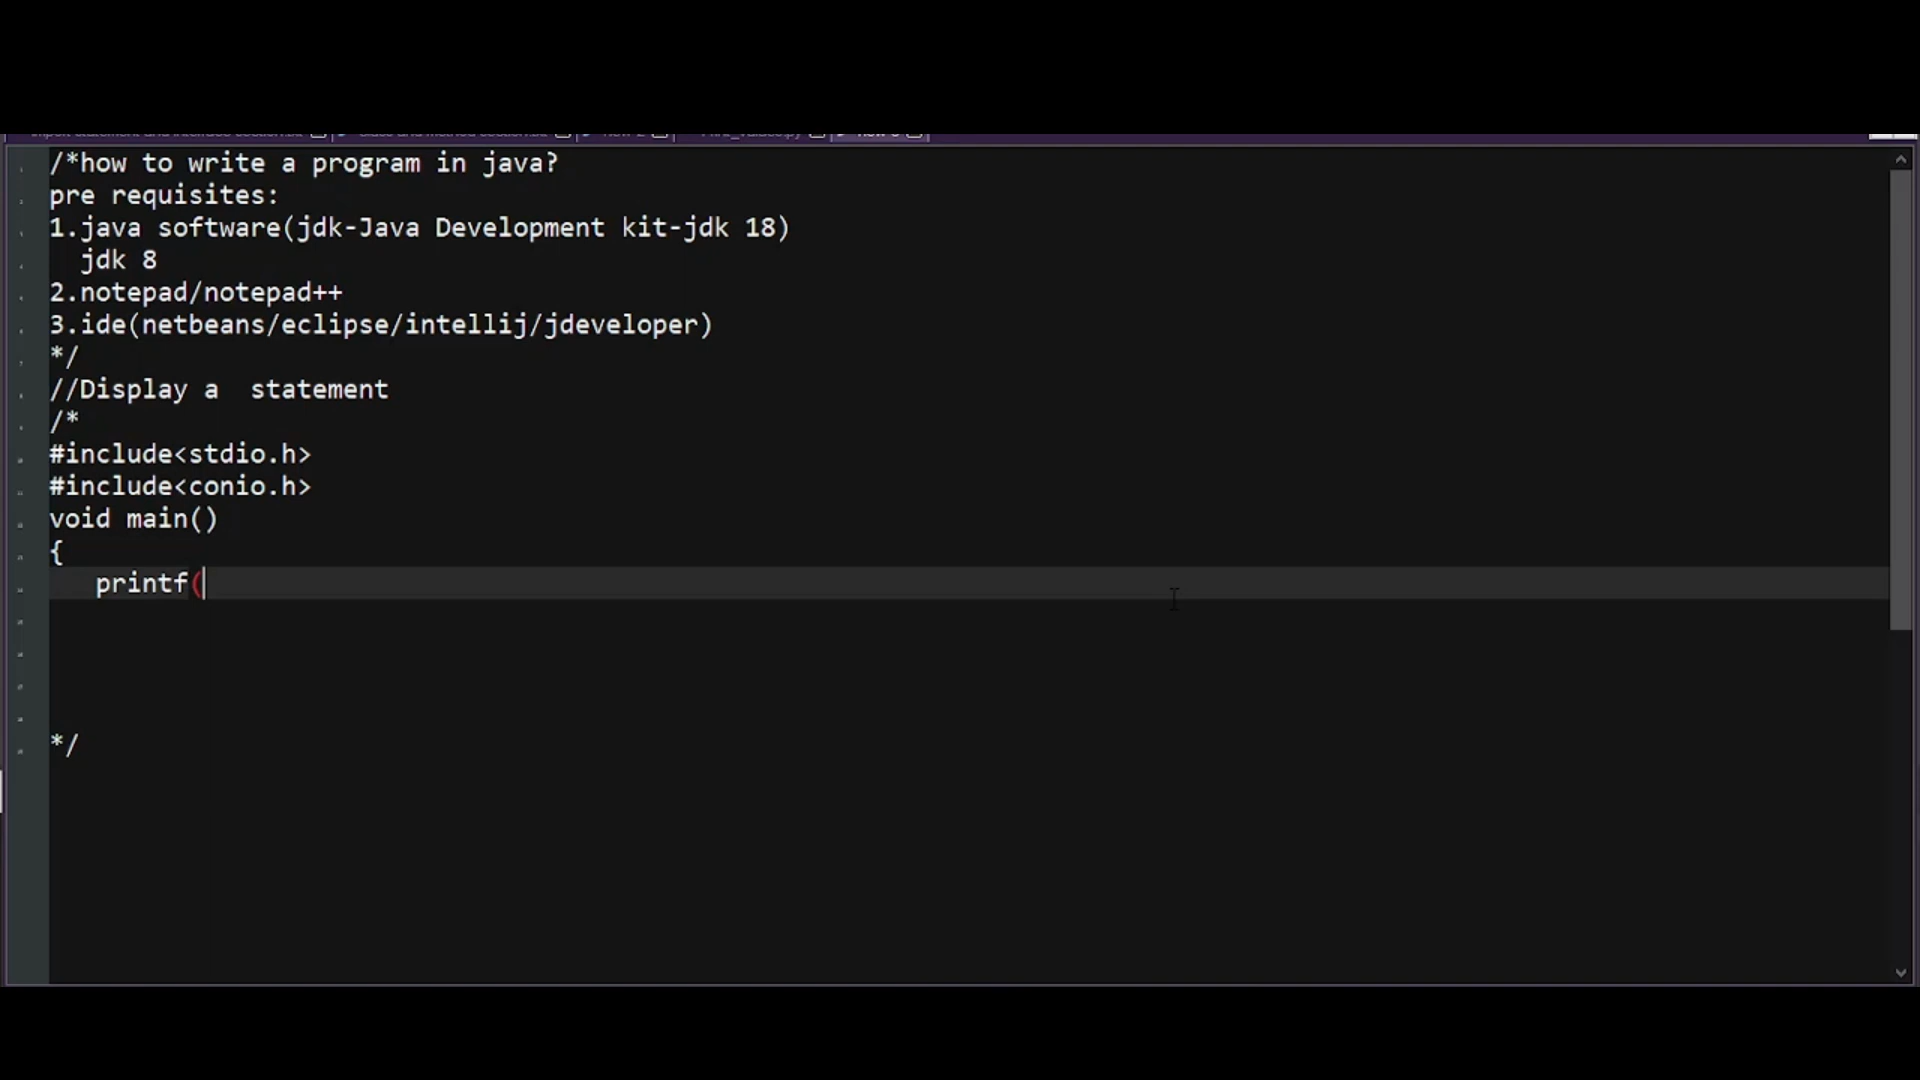 /*how to write a program in java?
pre requisites:
1.java software(jdk-Java Development kit-jdk 18)
  jdk 8
2.notepad/notepad++
3.ide(netbeans/eclipse/intellij/jdeveloper)
*/
//Display a  statement
/*
#include<stdio.h>
#include<conio.h>
void main()
{
   printf(
*/